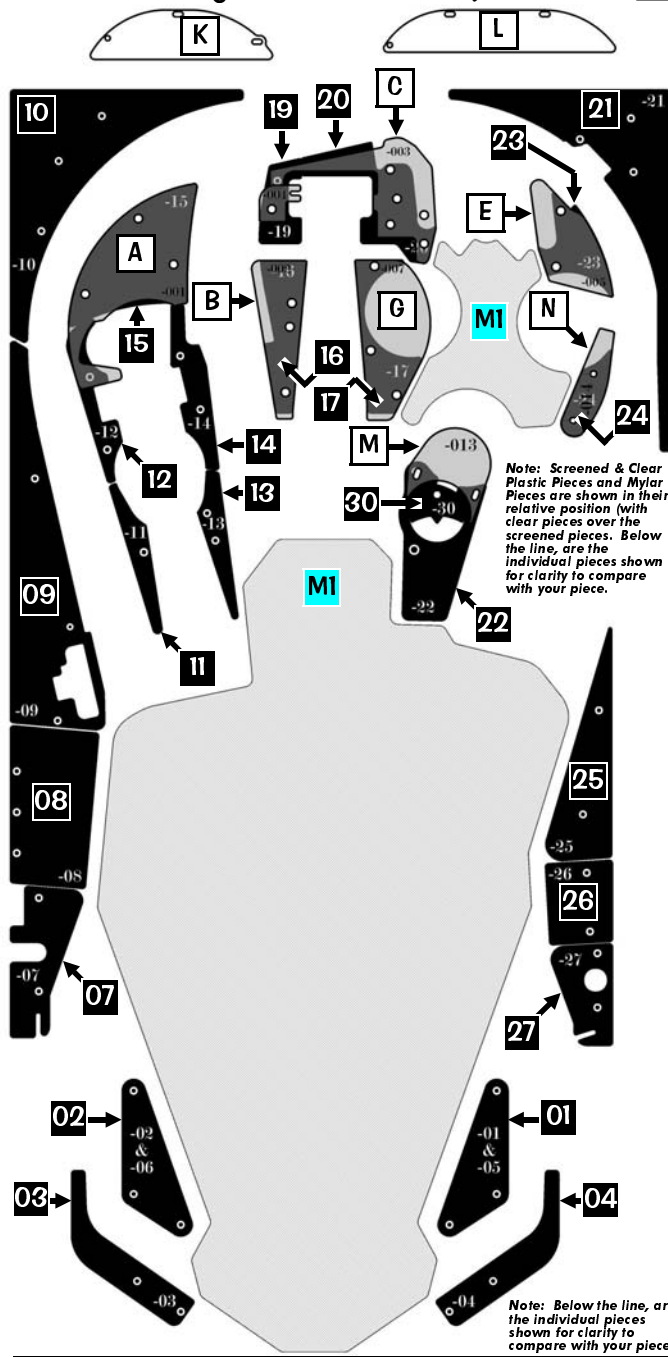 K
L
10
19
20
C
-003
21
-21
23
-15
-001
E
A
-19
-10
-23
-005
B
-007
G
M1
N
-001
15
16
-17
17
24
-12
-14
14
M
-013
12
30
-30
13
Note: Screened & Clear
Plastic Pieces and Mylar
Pieces are shown in their
relative position (with
clear pieces over the
screened pieces. Below
the line, are the
individual pieces shown
for clarity to compare
with your piece.
-11
-13
M1
09
-22
22
11
-09
08
25
-08
-25
-26
26
-07
07
-27
27
02
-02
&
-06
-01
&
-05
01
03
04
-03
-04
Note: Below the line, ar
the individual pieces
shown for clarity to
compare with your piece